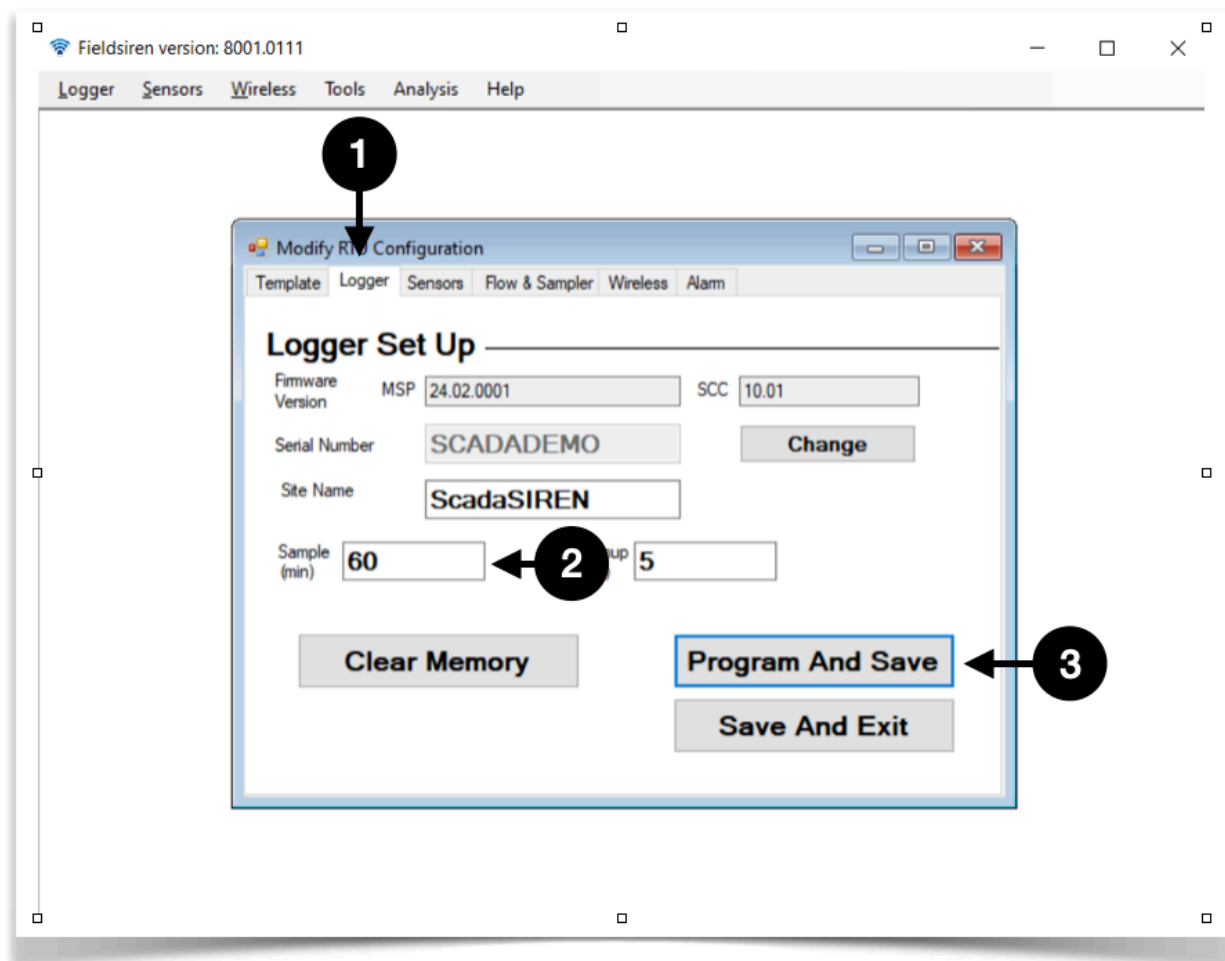 Fieldsiren version: 8001.0111
Logger Sensors Wireless Tools Analysis Help
1
Modify RTU Configuration
Template Logger Sensors Flow & Sampler Wireless Alarm
Logger Set Up
Firmware Version MSP 24.02.0001 SCC 10.01
Serial Number SCADADEMO Change
Site Name ScadaSIREN
Sample (min) 60 2 5
Clear Memory Program And Save 3
Save And Exit